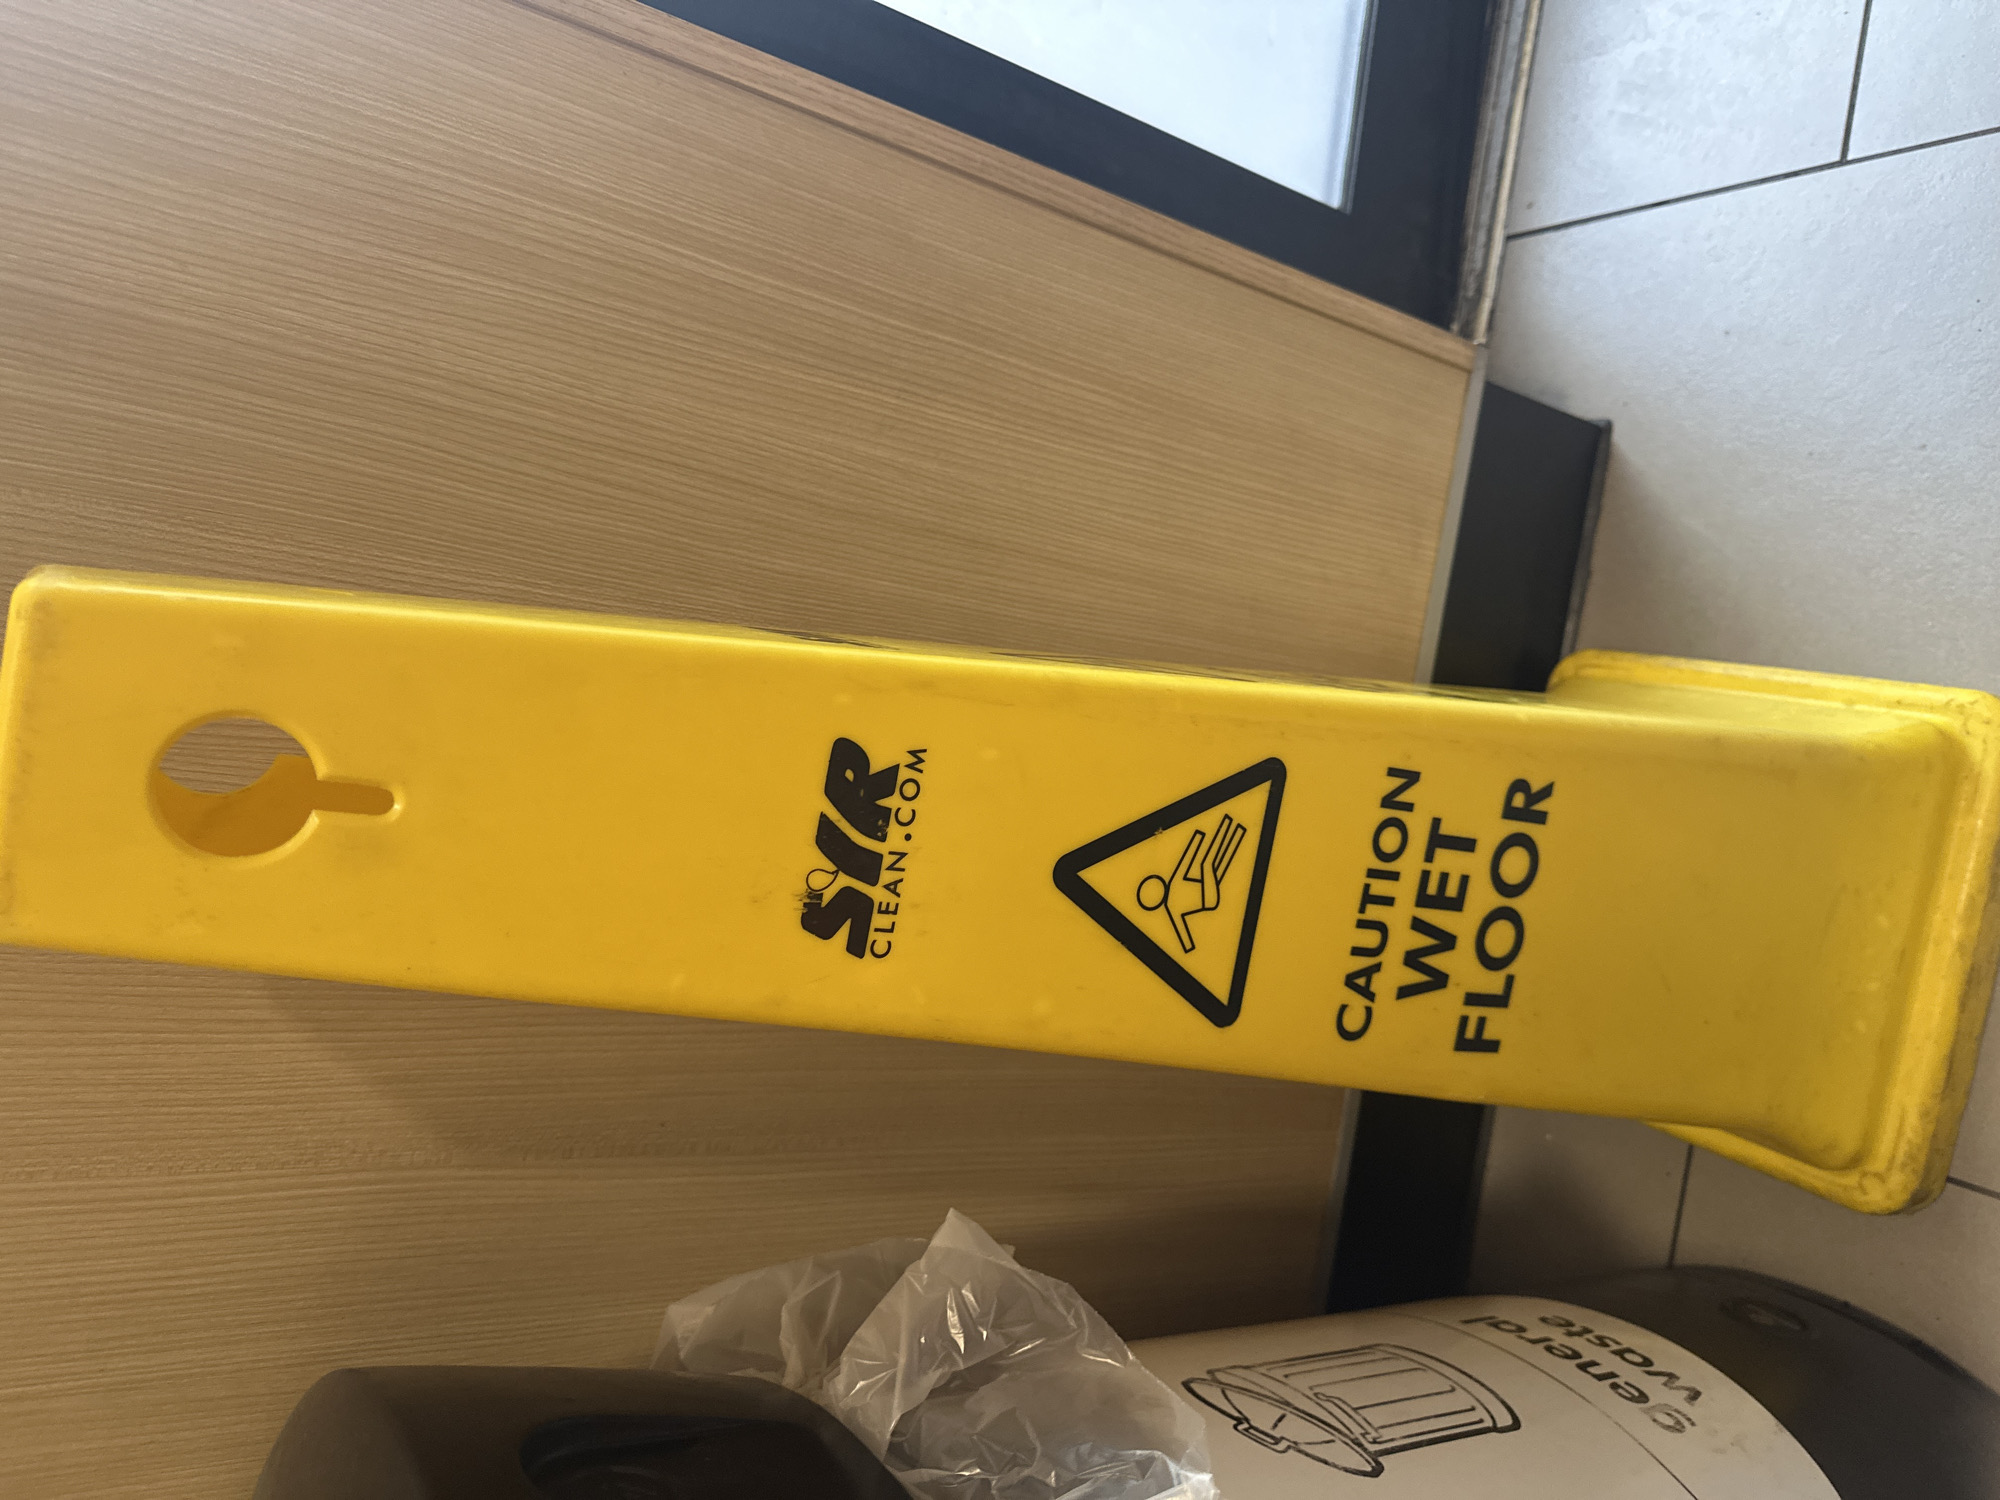 SYR
CLEAN.COM
CAUTION
WET
FLOOR
general
waste